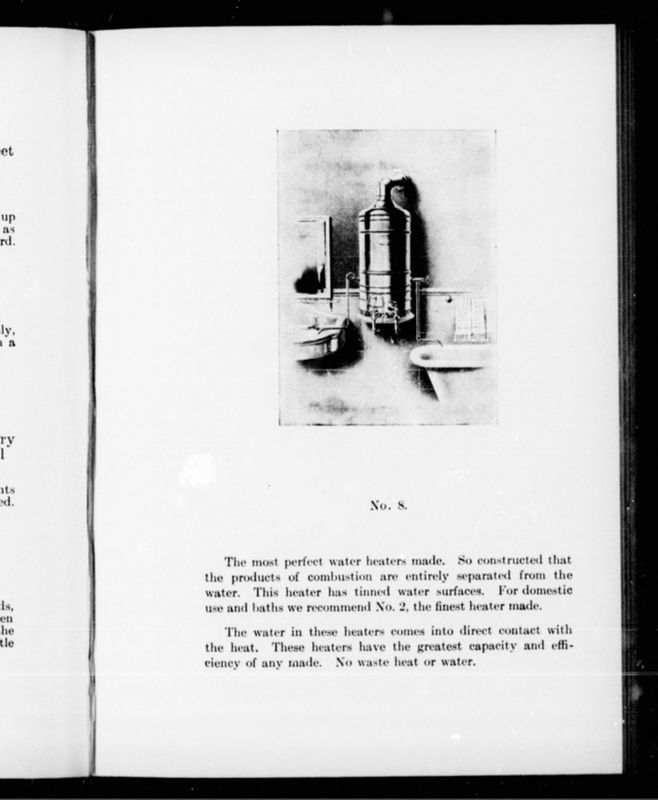 et
up
as
rd.
ly,
a
ry
l
nts
ed.
ds,
en
he
tle
No. 8.
The most perfect water heaters made. So constructed that
the products of combustion are entirely separated from the
water. This heater has tinned water surfaces. For domestic
use and baths we recommend No. 2, the finest heater made.
The water in these heaters comes into direct contact with
the heat. These heaters have the greatest capacity and effi-
ciency of any made. No waste heat or water.